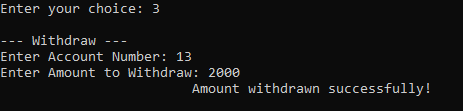 Enter your choice: 3
--- Withdraw ---
Enter Account Number: 13
Enter Amount to Withdraw: 2000
Amount withdrawn successfully!